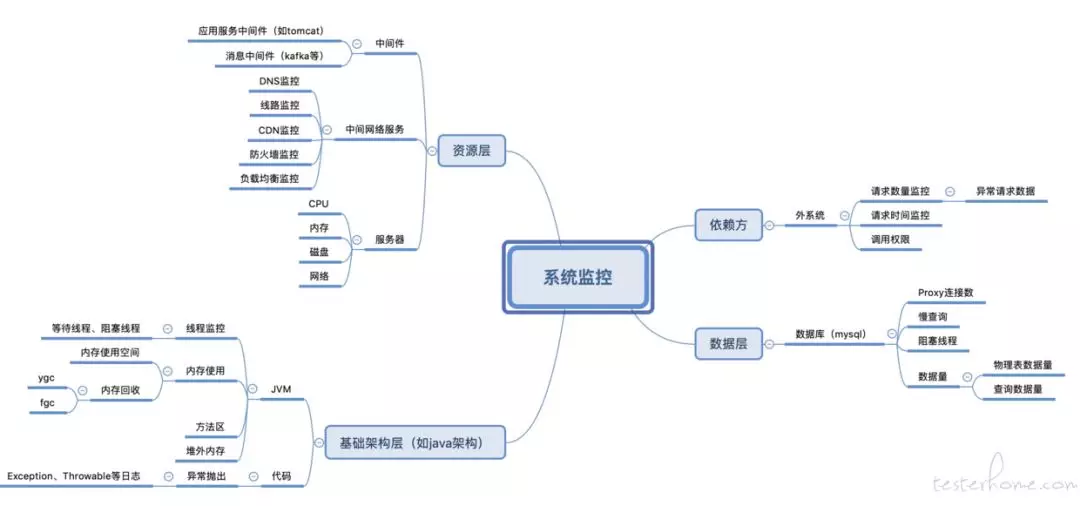 系统监控
资源层
中间件
应用服务中间件（如tomcat）
消息中间件（kafka等）
中间网络服务
DNS监控
线路监控
CDN监控
防火墙监控
负载均衡监控
服务器
CPU
内存
磁盘
网络
基础架构层（如java架构）
JVM
线程监控
等待线程、阻塞线程
内存使用
内存使用空间
内存回收
ygc
fgc
方法区
堆外内存
代码
异常抛出
Exception、Throwable等日志
依赖方
外系统
请求数量监控
异常请求数据
请求时间监控
调用权限
数据层
数据库（mysql）
Proxy连接数
慢查询
阻塞线程
数据量
物理表数据量
查询数据量
testerhome.com